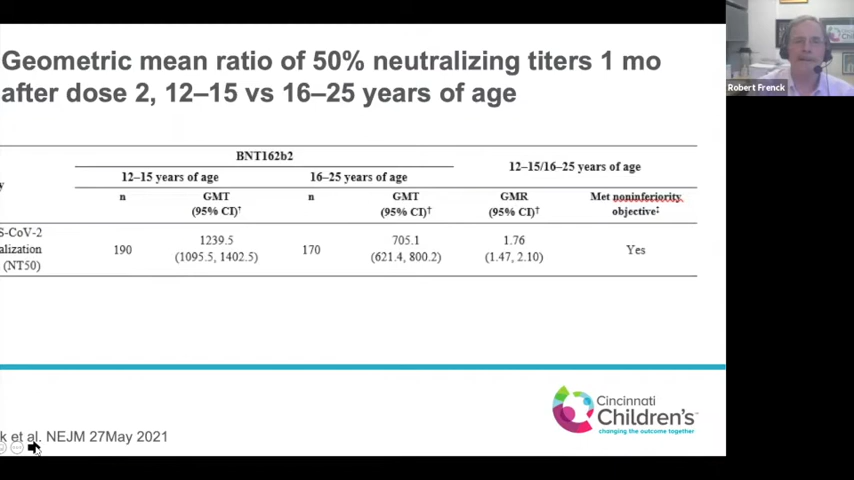 Geometric mean ratio of 50% neutralizing titers 1 mo
after dose 2, 12–15 vs 16–25 years of age
Robert Frenck
BNT162b2
12–15 years of age
16–25 years of age
12–15/16–25 years of age
y
n
GMT
n
GMT
GMR
Met noninferiority
(95% CI)†
(95% CI)†
(95% CI)†
objective‡
S-CoV-2
alization
(NT50)
190
1239.5
(1095.5, 1402.5)
170
705.1
(621.4, 800.2)
1.76
(1.47, 2.10)
Yes
Cincinnati
Children's
changing the outcome together
k et al. NEJM 27May 2021